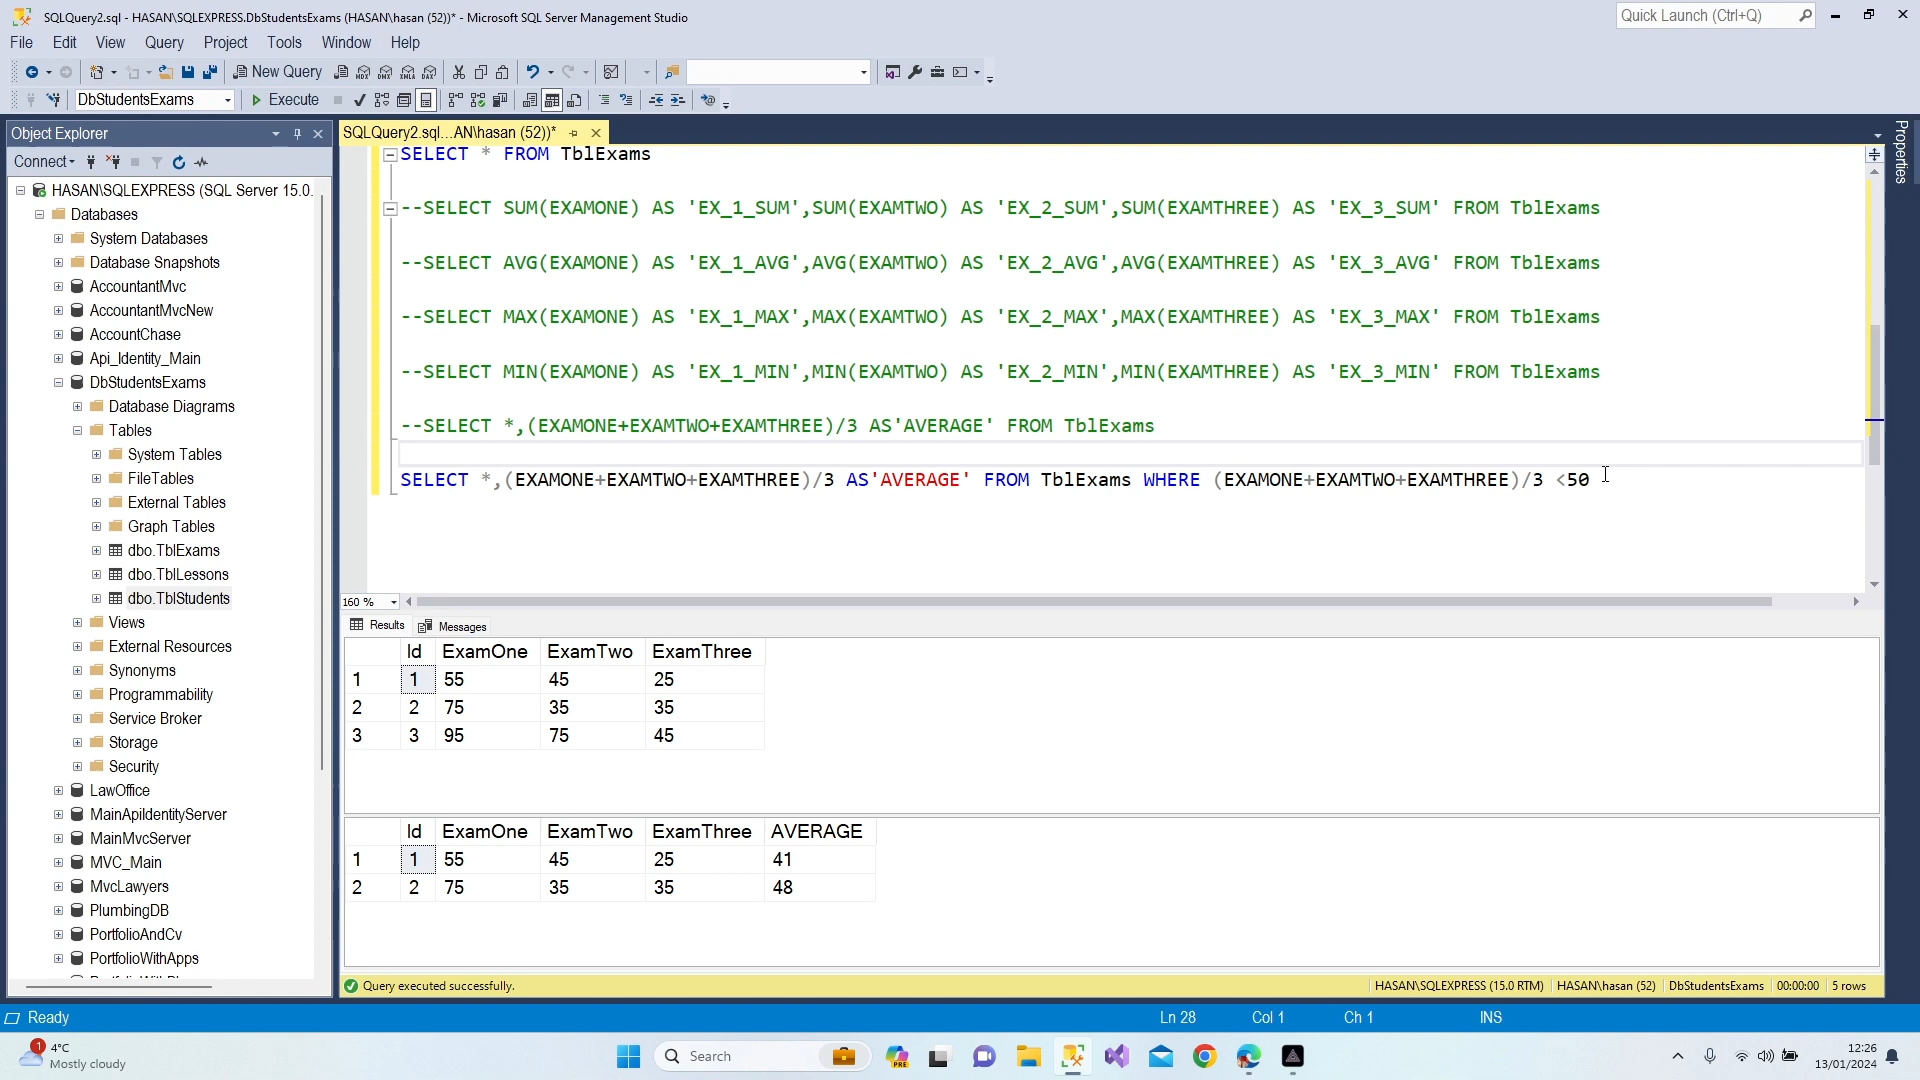 SQLQuery2.sql - HASAN\SQLEXPRESS.DbStudentsExams (HASAN\hasan (52))* - Microsoft SQL Server Management Studio
Quick Launch (Ctrl+Q)
File Edit View Query Project Tools Window Help
New Query
DbStudentsExams
Execute
Object Explorer
Connect
HASAN\SQLEXPRESS (SQL Server 15.0.
Databases
System Databases
Database Snapshots
AccountantMvc
AccountantMvcNew
AccountChase
Api_Identity_Main
DbStudentsExams
Database Diagrams
Tables
System Tables
FileTables
External Tables
Graph Tables
dbo.TblExams
dbo.TblLessons
dbo.TblStudents
Views
External Resources
Synonyms
Programmability
Service Broker
Storage
Security
LawOffice
MainApiIdentityServer
MainMvcServer
MVC_Main
MvcLawyers
PlumbingDB
PortfolioAndCv
PortfolioWithApps
SQLQuery2.sql...AN\hasan (52))*
Properties
SELECT * FROM TblExams
--SELECT SUM(EXAMONE) AS 'EX_1_SUM',SUM(EXAMTWO) AS 'EX_2_SUM',SUM(EXAMTHREE) AS 'EX_3_SUM' FROM TblExams
--SELECT AVG(EXAMONE) AS 'EX_1_AVG',AVG(EXAMTWO) AS 'EX_2_AVG',AVG(EXAMTHREE) AS 'EX_3_AVG' FROM TblExams
--SELECT MAX(EXAMONE) AS 'EX_1_MAX',MAX(EXAMTWO) AS 'EX_2_MAX',MAX(EXAMTHREE) AS 'EX_3_MAX' FROM TblExams
--SELECT MIN(EXAMONE) AS 'EX_1_MIN',MIN(EXAMTWO) AS 'EX_2_MIN',MIN(EXAMTHREE) AS 'EX_3_MIN' FROM TblExams
--SELECT *,(EXAMONE+EXAMTWO+EXAMTHREE)/3 AS'AVERAGE' FROM TblExams
SELECT *,(EXAMONE+EXAMTWO+EXAMTHREE)/3 AS'AVERAGE' FROM TblExams WHERE (EXAMONE+EXAMTWO+EXAMTHREE)/3 <50
160 %
Results Messages
Id ExamOne ExamTwo ExamThree
1 1 55 45 25
2 2 75 35 35
3 3 95 75 45
Id ExamOne ExamTwo ExamThree AVERAGE
1 1 55 45 25 41
2 2 75 35 35 48
Query executed successfully.
HASAN\SQLEXPRESS (15.0 RTM) HASAN\hasan (52) DbStudentsExams 00:00:00 5 rows
Ready Ln 28 Col 1 Ch 1 INS
1
4°C
Mostly cloudy
Search
PRE
12:26
13/01/2024